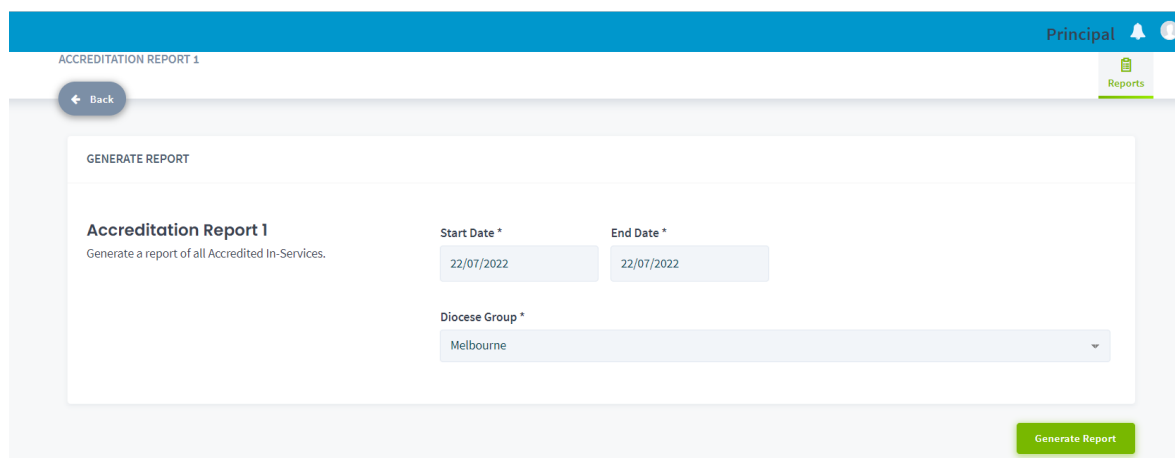 Principal
ACCREDITATION REPORT 1
Reports
Back
GENERATE REPORT
Accreditation Report 1
Generate a report of all Accredited In-Services.
Start Date *
End Date *
22/07/2022
22/07/2022
Diocese Group *
Melbourne
Generate Report